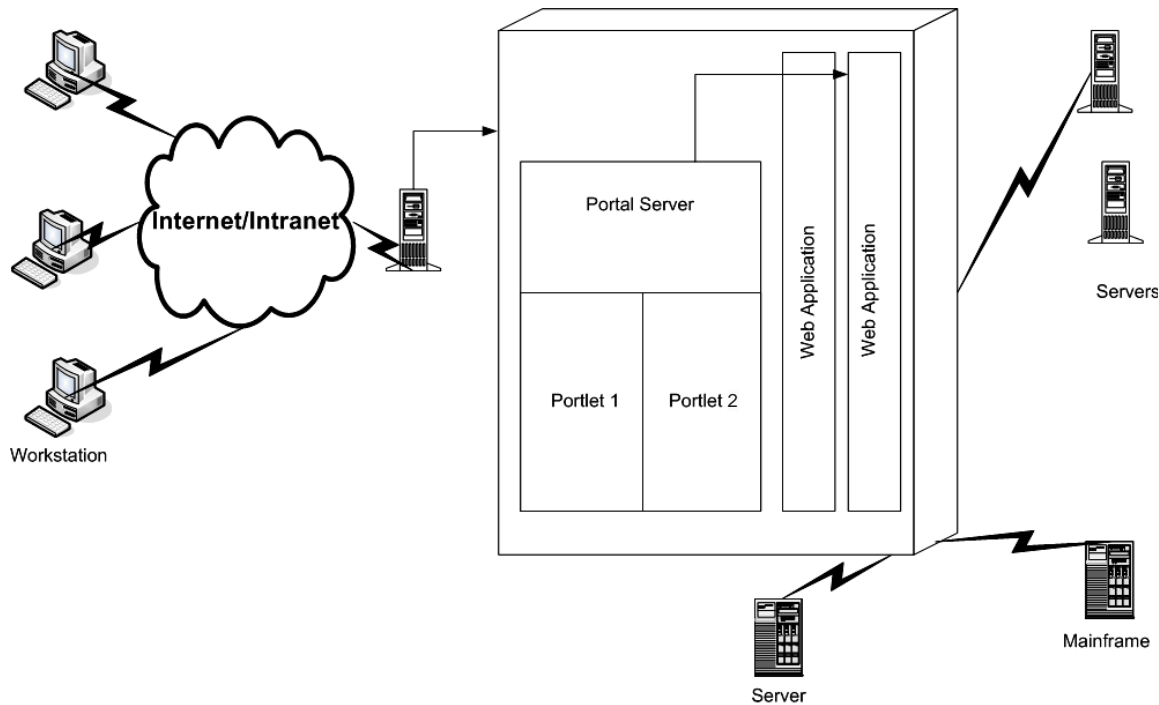 Internet/Intranet
Workstation
Portal Server
Portlet 1
Portlet 2
Web Application
Web Application
Servers
Mainframe
Server